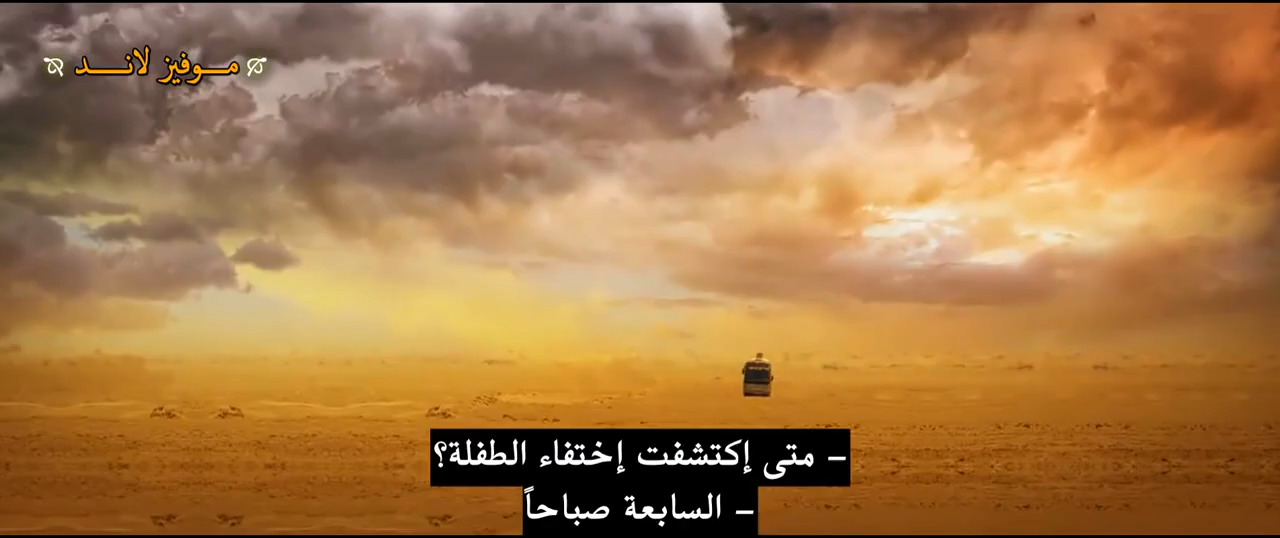 موفيز لاند
– متى إكتشفت إختفاء الطفلة؟
– السابعة صباحاً